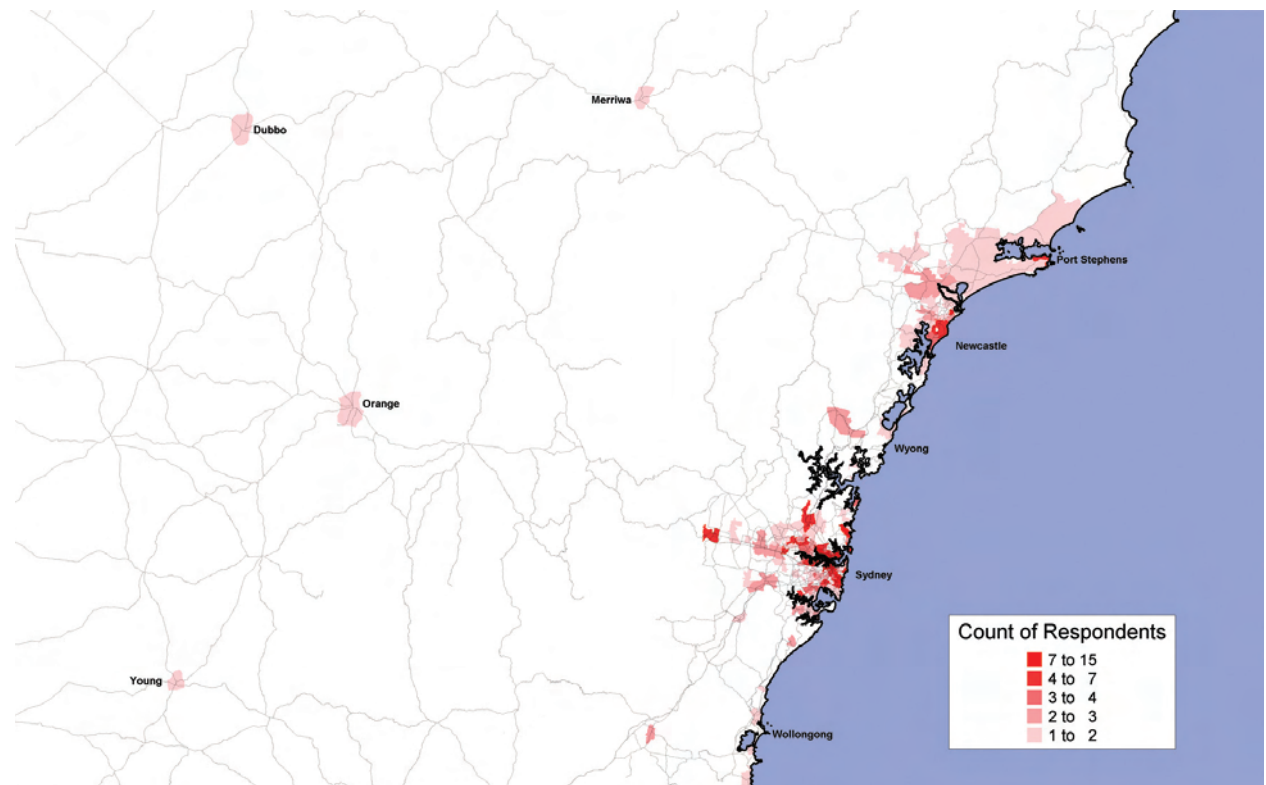 Merriwa
Dubbo
Port Stephens
Newcastle
Orange
Wyong
Sydney
Young
Wollongong
Count of Respondents
7 to 15
4 to 7
3 to 4
2 to 3
1 to 2